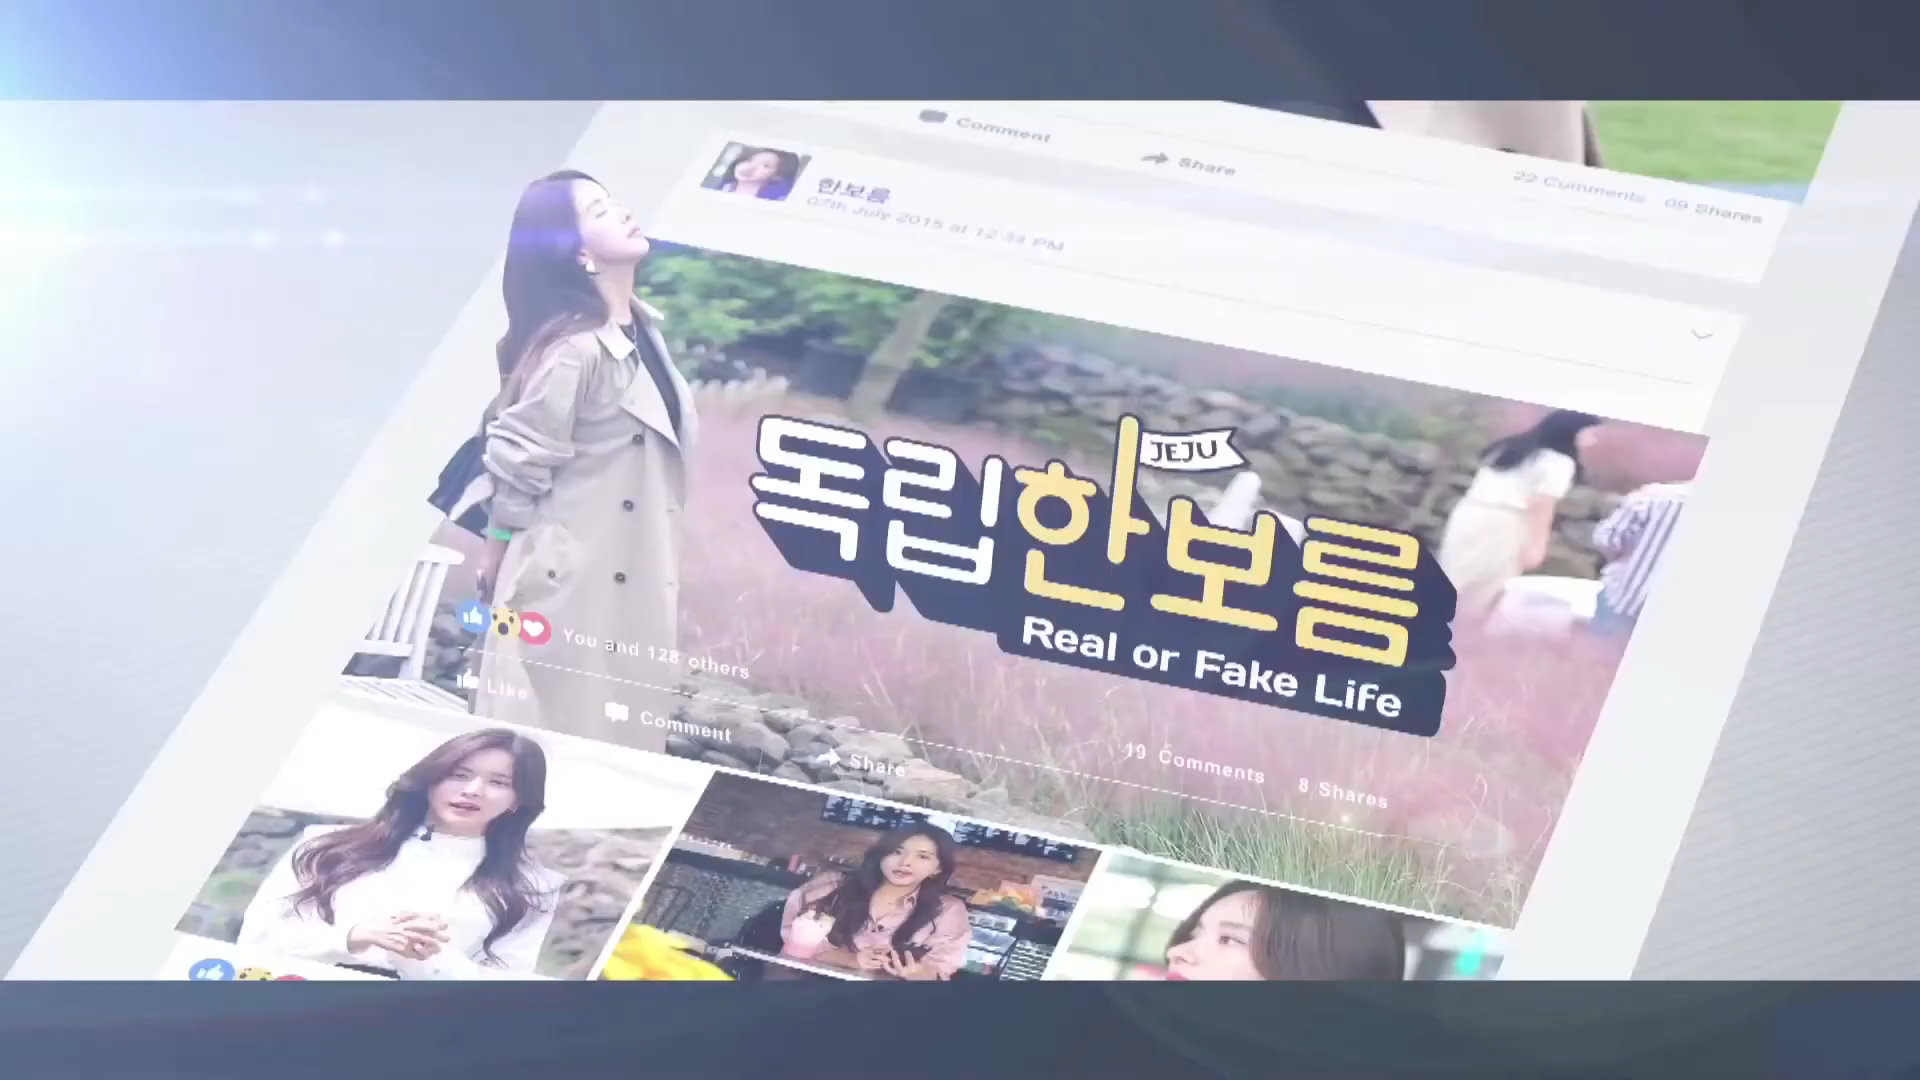 Comment
Share
22 Comments
09 Shares
한보름
07th July 2015 at 12:34 PM
JEJU
독립한보름
Real or Fake Life
You and 128 others
Like
Comment
Share
19 Comments
8 Shares